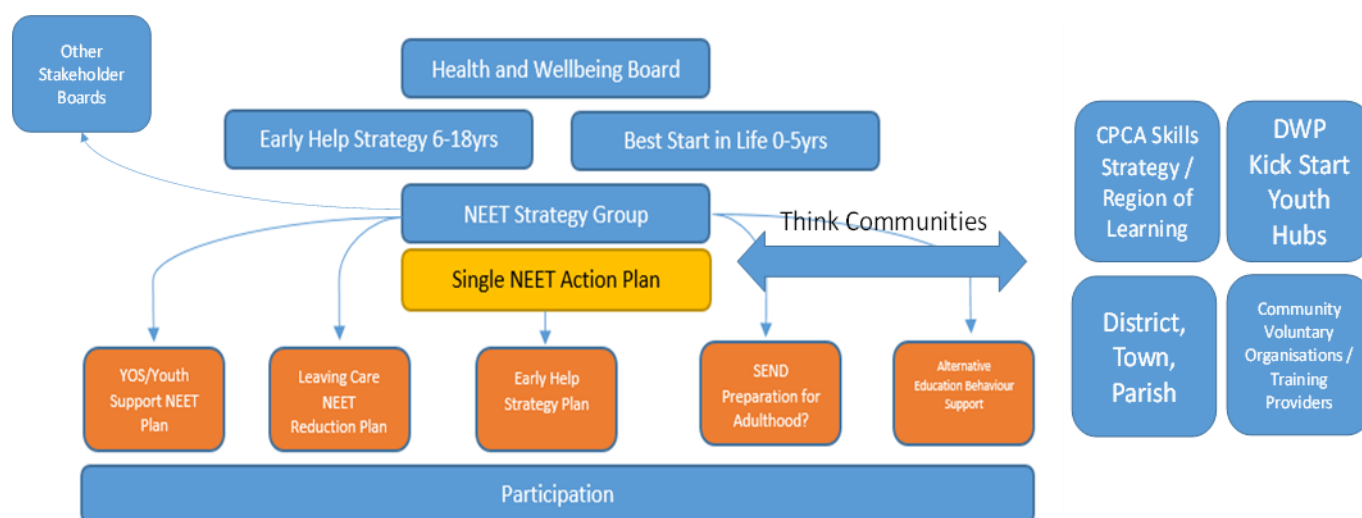 Other
Stakeholder
Boards
Health and Wellbeing Board
Early Help Strategy 6-18yrs
Best Start in Life 0-5yrs
NEET Strategy Group
Single NEET Action Plan
Think Communities
YOS/Youth
Support NEET
Plan
Leaving Care
NEET
Reduction Plan
Early Help
Strategy Plan
SEND
Preparation for
Adulthood?
Alternative
Education Behaviour
Support
Participation
CPCA Skills
Strategy /
Region of
Learning
DWP
Kick Start
Youth
Hubs
District,
Town,
Parish
Community
Voluntary
Organisations /
Training
Providers